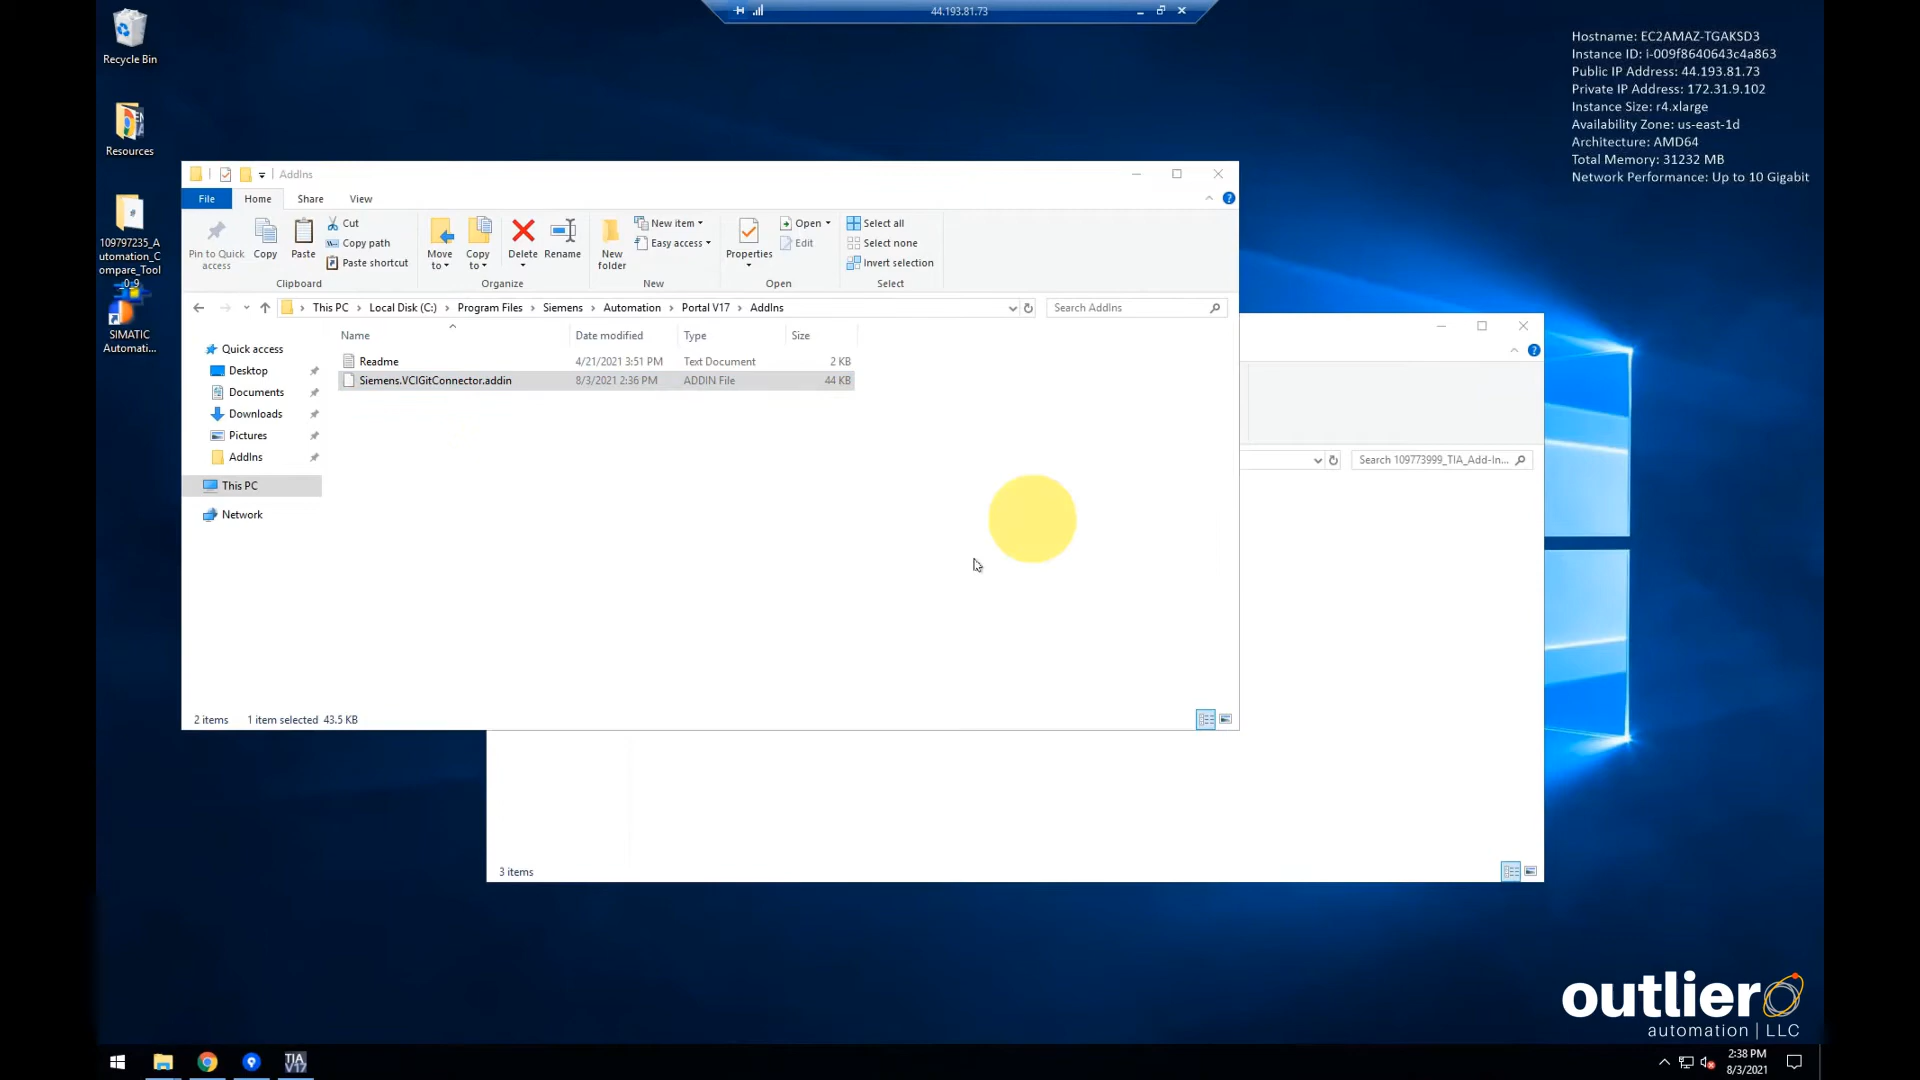 44.193.81.73
Recycle Bin
Hostname: EC2AMAZ-TGAKSD3
Instance ID: i-009f8640643c4a863
Public IP Address: 44.193.81.73
Private IP Address: 172.31.9.102
Instance Size: r4.xlarge
Availability Zone: us-east-1d
Architecture: AMD64
Total Memory: 31232 MB
Network Performance: Up to 10 Gigabit
Resources
109797235_A
utomation_C
ompare_Tool
_0_9
SIMATIC
Automati...
AddIns
File Home Share View
Pin to Quick
access
Copy
Paste
Cut
Copy path
Paste shortcut
Clipboard
Move
to
Copy
to
Delete
Rename
Organize
New
folder
New item
Easy access
New
Properties
Open
Edit
Open
Select all
Select none
Invert selection
Select
This PC > Local Disk (C:) > Program Files > Siemens > Automation > Portal V17 > AddIns
Search AddIns
Name Date modified Type Size
Readme 4/21/2021 3:51 PM Text Document 2 KB
Siemens.VCIGitConnector.addin 8/3/2021 2:36 PM ADDIN File 44 KB
Quick access
Desktop
Documents
Downloads
Pictures
AddIns
This PC
Network
2 items 1 item selected 43.5 KB
Search 109773999_TIA_Add-In...
3 items
outlier
automation | LLC
TIA
V17
2:38 PM
8/3/2021